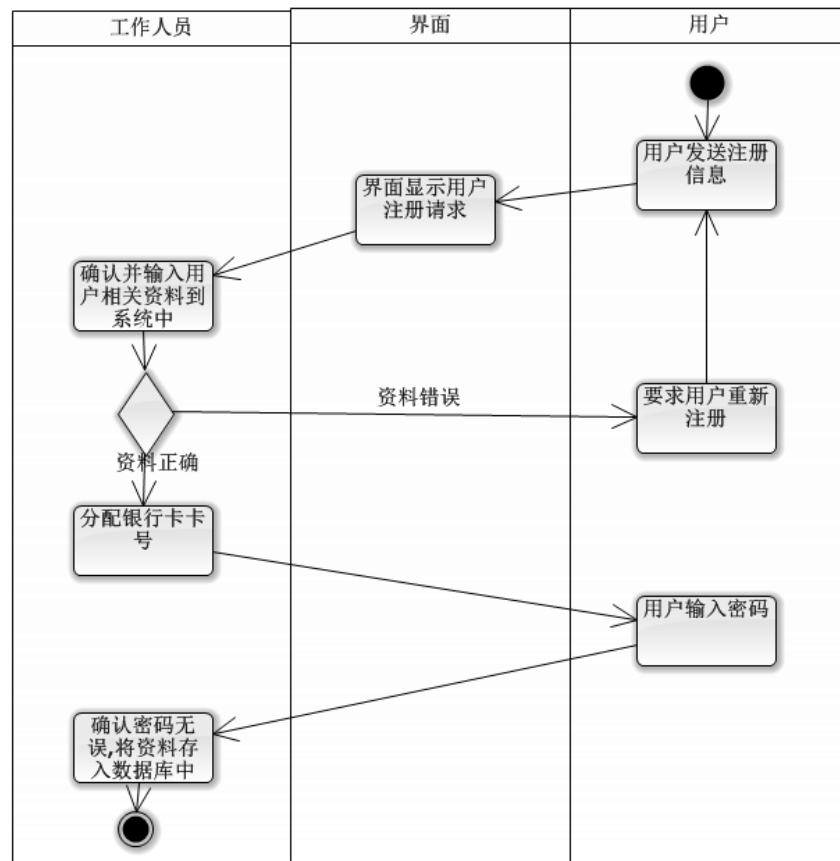 工作人员
界面
用户
用户发送注册
信息
界面显示用户
注册请求
确认并输入用
户相关资料到
系统中
资料错误
要求用户重新
注册
资料正确
分配银行卡卡
号
用户输入密码
确认密码无
误,将资料存
入数据库中